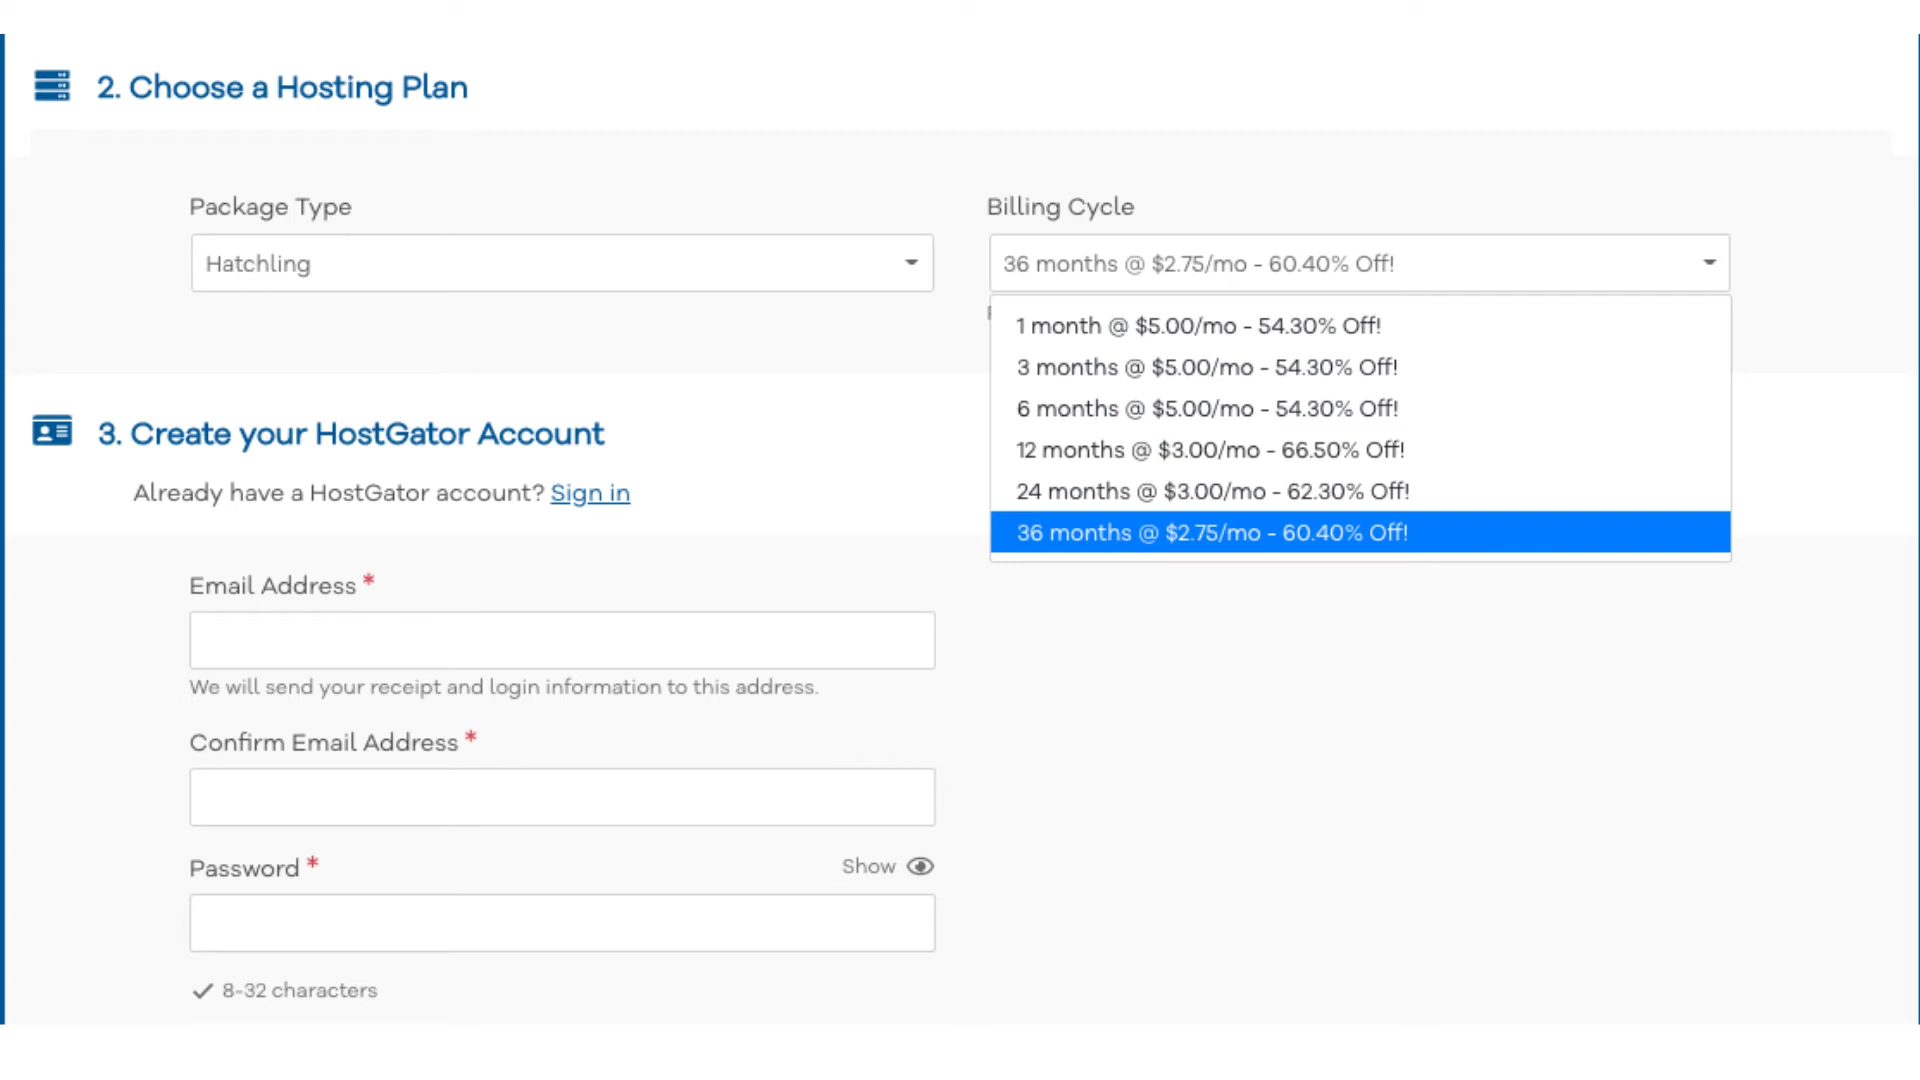 2. Choose a Hosting Plan
Package Type
Hatchling
Billing Cycle
36 months @ $2.75/mo - 60.40% Off!
1 month @ $5.00/mo - 54.30% Off!
3 months @ $5.00/mo - 54.30% Off!
6 months @ $5.00/mo - 54.30% Off!
12 months @ $3.00/mo - 66.50% Off!
24 months @ $3.00/mo - 62.30% Off!
36 months @ $2.75/mo - 60.40% Off!
3. Create your HostGator Account
Already have a HostGator account? Sign in
Email Address *
We will send your receipt and login information to this address.
Confirm Email Address *
Password *
Show
8-32 characters